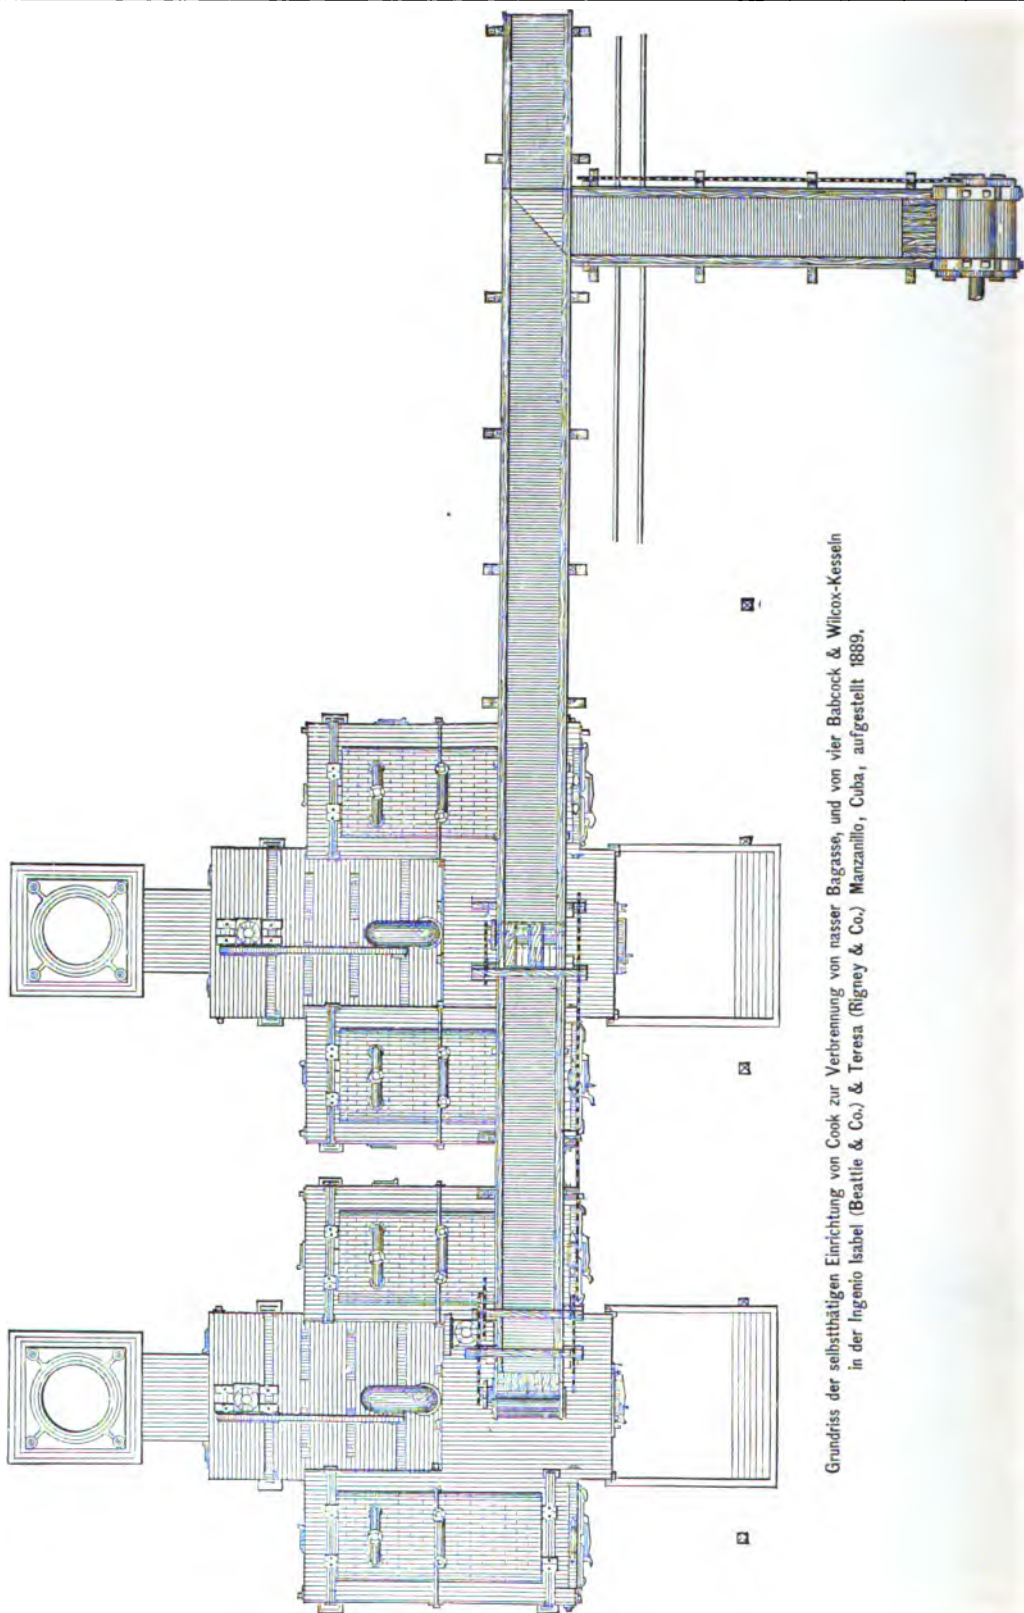 Grundriss der selbstthätigen Einrichtung von Cook zur Verbrennung von nasser Bagasse, und von vier Babcock & Wilcox-Kesseln
in der Ingenio Isabel (Beattie & Co.) & Teresa (Rigney & Co.) Manzanillo, Cuba, aufgestellt 1889.